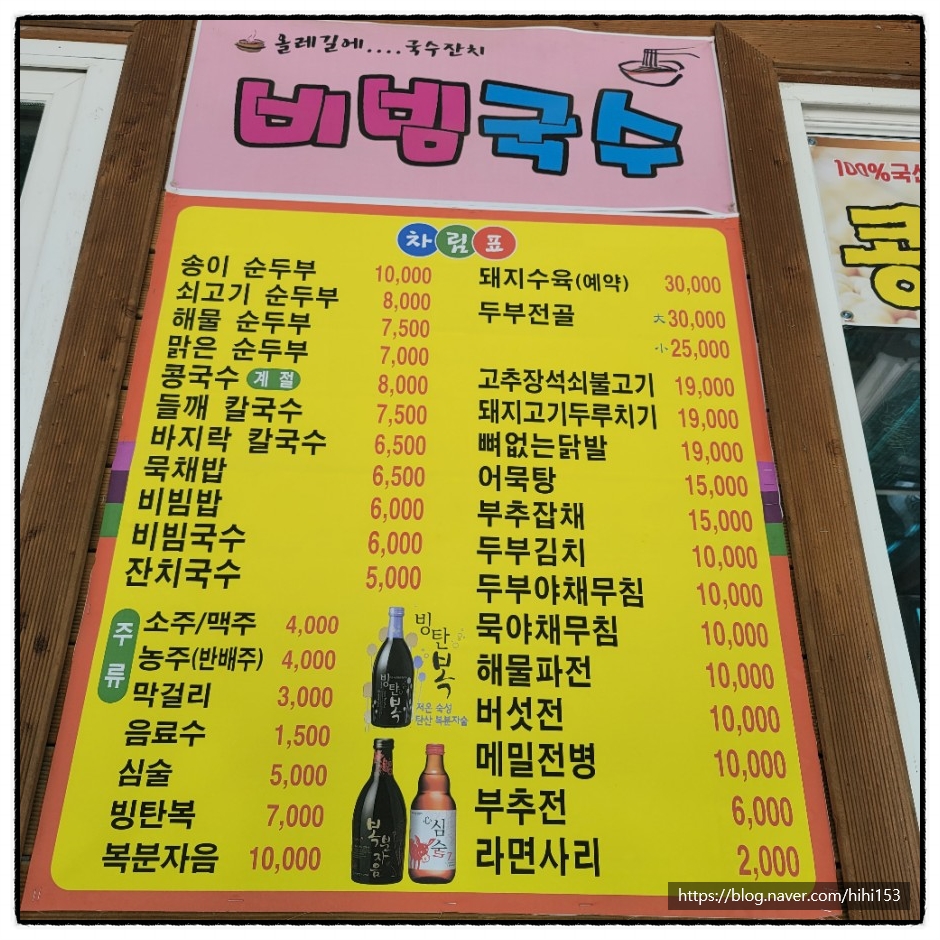 올레길에....국수잔치
비빔국수
차림표
송이 순두부 10,000
쇠고기 순두부 8,000
해물 순두부 7,500
맑은 순두부 7,000
콩국수 계절 8,000
들깨 칼국수 7,500
바지락 칼국수 6,500
묵채밥 6,500
비빔밥 6,000
비빔국수 6,000
잔치국수 5,000
주류
소주/맥주 4,000
농주(반배주) 4,000
막걸리 3,000
음료수 1,500
심술 5,000
빙탄복 7,000
복분자음 10,000
빙탄복
빙탄복
저온 숙성
탄산 복분자술
복분자음
심술
돼지수육(예약) 30,000
두부전골 大30,000
小25,000
고추장석쇠불고기 19,000
돼지고기두루치기 19,000
뼈없는닭발 19,000
어묵탕 15,000
부추잡채 15,000
두부김치 10,000
두부야채무침 10,000
묵야채무침 10,000
해물파전 10,000
버섯전 10,000
메밀전병 10,000
부추전 6,000
라면사리 2,000
100%국산
콩
https://blog.naver.com/hihi153